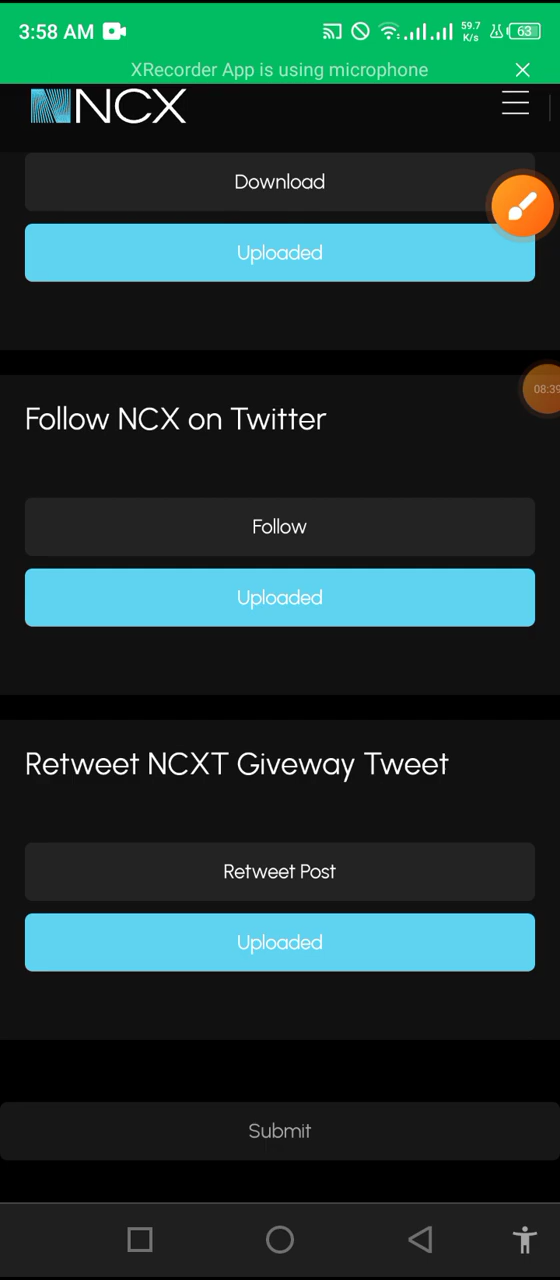 3:58 AM
59.7
K/s
63
XRecorder App is using microphone
NCX
Download
Uploaded
08:39
Follow NCX on Twitter
Follow
Uploaded
Retweet NCXT Giveway Tweet
Retweet Post
Uploaded
Submit